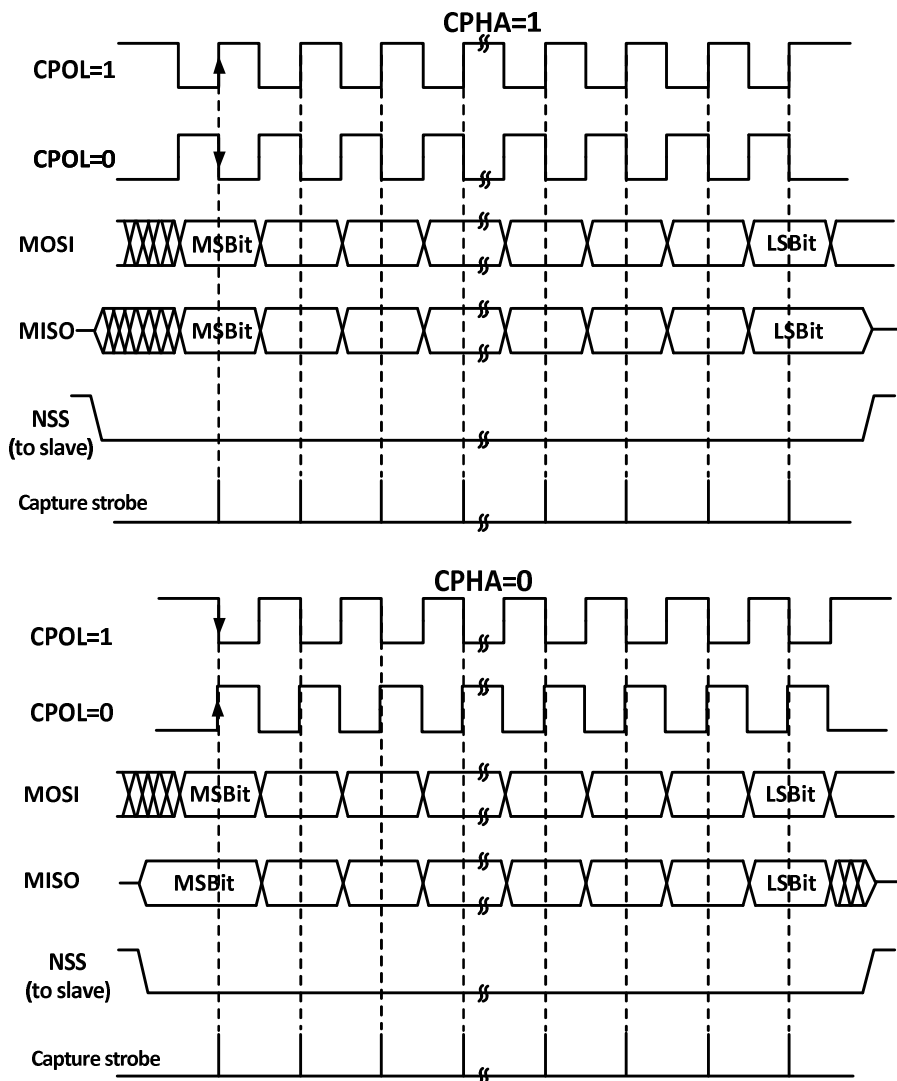 CPHA=1
CPOL=1
CPOL=0
MOSI MSBit LSBit
MISO MSBit LSBit
NSS
(to slave)
Capture strobe
CPHA=0
CPOL=1
CPOL=0
MOSI MSBit LSBit
MISO MSBit LSBit
NSS
(to slave)
Capture strobe